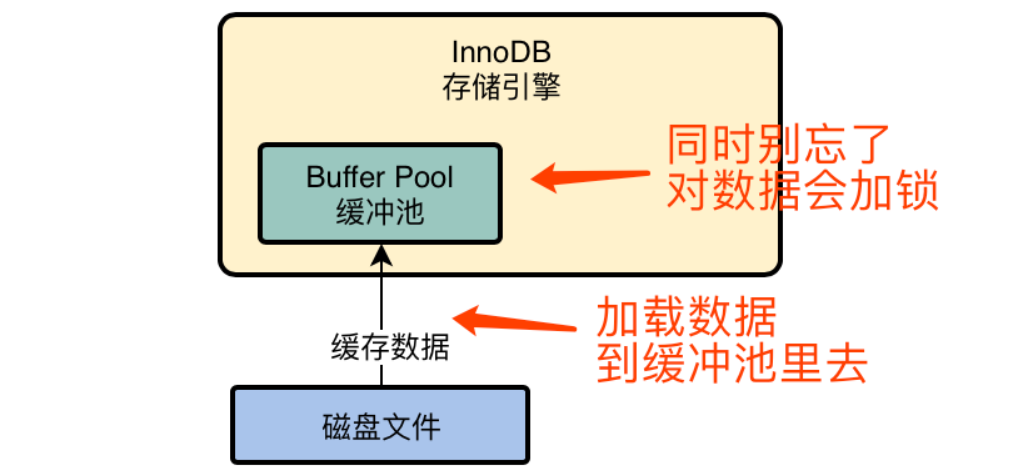 InnoDB
存储引擎
同时别忘了
对数据会加锁
Buffer Pool
缓冲池
加载数据
到缓冲池里去
缓存数据
磁盘文件